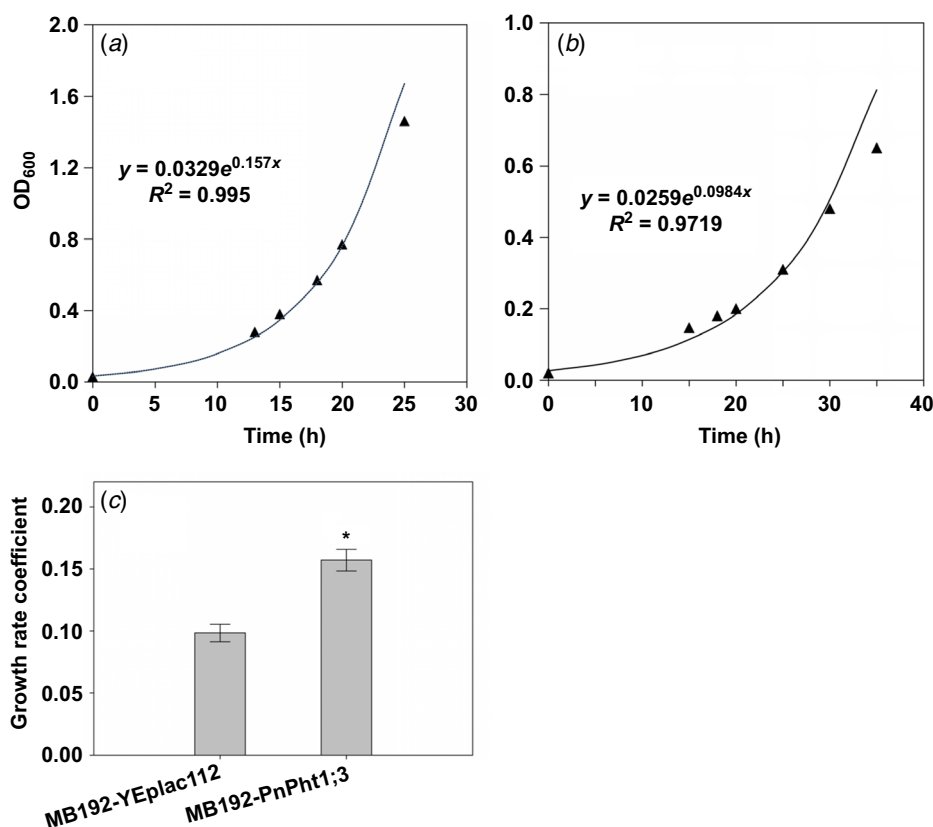 (a)
2.0
1.6
1.2
0.8
0.4
0.0
OD600
y = 0.0329e^0.157x
R² = 0.995
0 5 10 15 20 25 30
Time (h)
(b)
1.0
0.8
0.6
0.4
0.2
0.0
y = 0.0259e^0.0984x
R² = 0.9719
0 10 20 30 40
Time (h)
(c)
0.20
0.15
0.10
0.05
0.00
Growth rate coefficient
*
MB192-YEplac112
MB192-PnPht1;3